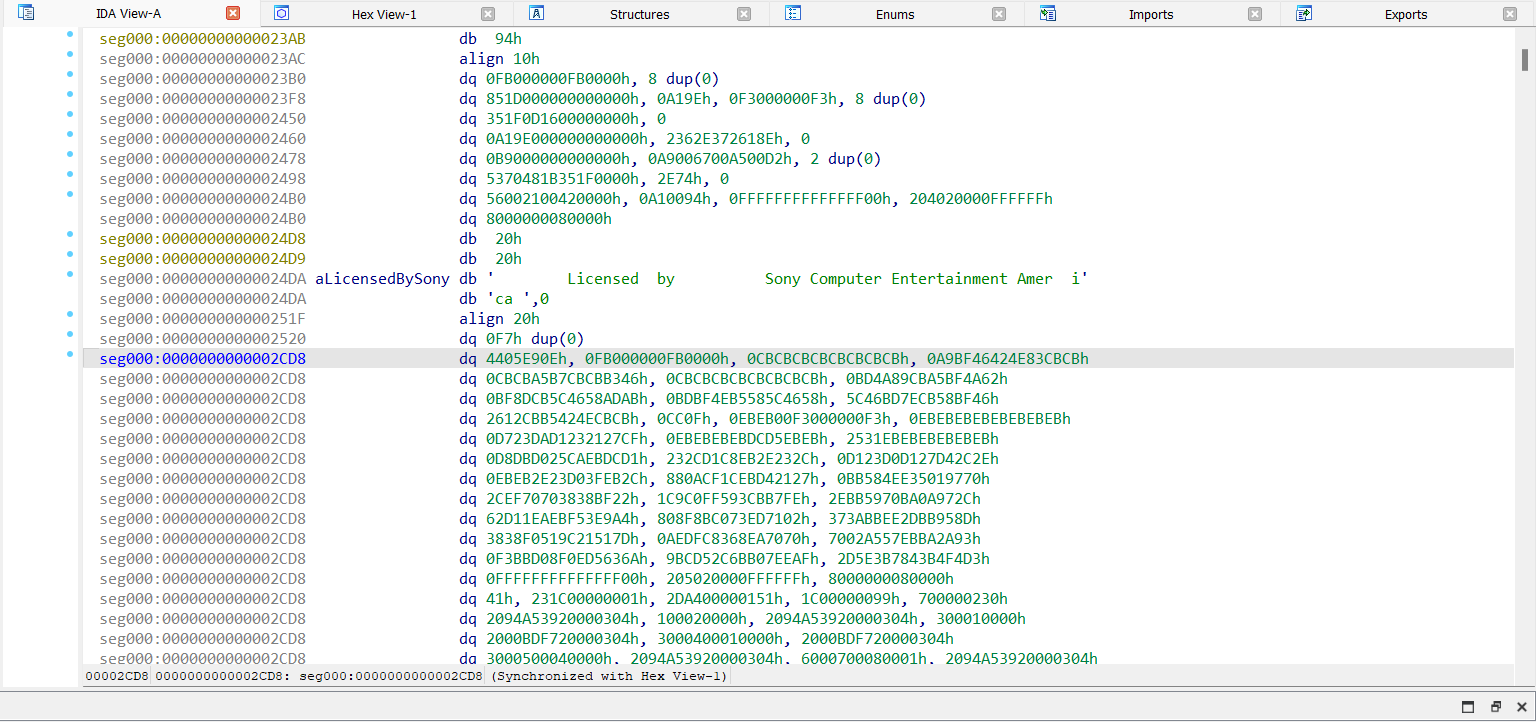 IDA View-A Hex View-1 Structures Enums Imports Exports
seg000:00000000000023AB db 94h
seg000:00000000000023AC align 10h
seg000:00000000000023B0 dq 0FB000000FB0000h, 8 dup(0)
seg000:00000000000023F8 dq 851D000000000000h, 0A19Eh, 0F3000000F3h, 8 dup(0)
seg000:0000000000002450 dq 351F0D1600000000h, 0
seg000:0000000000002460 dq 0A19E000000000000h, 2362E372618Eh, 0
seg000:0000000000002478 dq 0B9000000000000h, 0A9006700A500D2h, 2 dup(0)
seg000:0000000000002498 dq 5370481B351F0000h, 2E74h, 0
seg000:00000000000024B0 dq 56002100420000h, 0A10094h, 0FFFFFFFFFFFFFF00h, 204020000FFFFFFh
seg000:00000000000024B0 dq 8000000080000h
seg000:00000000000024D8 db 20h
seg000:00000000000024D9 db 20h
seg000:00000000000024DA aLicensedBySony db '        Licensed  by          Sony Computer Entertainment Amer  i'
seg000:00000000000024DA db 'ca ',0
seg000:000000000000251F align 20h
seg000:0000000000002520 dq 0F7h dup(0)
seg000:0000000000002CD8 dq 4405E90Eh, 0FB000000FB0000h, 0CBCBCBCBCBCBCBCBh, 0A9BF46424E83CBCBh
seg000:0000000000002CD8 dq 0CBCBA5B7CBCBB346h, 0CBCBCBCBCBCBCBCBh, 0BD4A89CBA5BF4A62h
seg000:0000000000002CD8 dq 0BF8DCB5C4658ADABh, 0BDBF4EB5585C4658h, 5C46BD7ECB58BF46h
seg000:0000000000002CD8 dq 2612CBB5424ECBCBh, 0CC0Fh, 0EBEB00F3000000F3h, 0EBEBEBEBEBEBEBEBh
seg000:0000000000002CD8 dq 0D723DAD1232127CFh, 0EBEBEBEBDCD5EBEBh, 2531EBEBEBEBEBEBh
seg000:0000000000002CD8 dq 0D8DBD025CAEBDCD1h, 232CD1C8EB2E232Ch, 0D123D0D127D42C2Eh
seg000:0000000000002CD8 dq 0EBEB2E23D03FEB2Ch, 880ACF1CEBD42127h, 0BB584EE35019770h
seg000:0000000000002CD8 dq 2CEF70703838BF22h, 1C9C0FF593CBB7FEh, 2EBB5970BA0A972Ch
seg000:0000000000002CD8 dq 62D11EAEBF53E9A4h, 808F8BC073ED7102h, 373ABBEE2DBB958Dh
seg000:0000000000002CD8 dq 3838F0519C21517Dh, 0AEDFC8368EA7070h, 7002A557EBBA2A93h
seg000:0000000000002CD8 dq 0F3BBD08F0ED5636Ah, 9BCD52C6BB07EEAFh, 2D5E3B7843B4F4D3h
seg000:0000000000002CD8 dq 0FFFFFFFFFFFFFF00h, 205020000FFFFFFh, 8000000080000h
seg000:0000000000002CD8 dq 41h, 231C00000001h, 2DA400000151h, 1C00000099h, 700000230h
seg000:0000000000002CD8 dq 2094A53920000304h, 100020000h, 2094A53920000304h, 300010000h
seg000:0000000000002CD8 dq 2000BDF720000304h, 3000400010000h, 2000BDF720000304h
seg000:0000000000002CD8 dq 3000500040000h, 2094A53920000304h, 6000700080001h, 2094A53920000304h
00002CD8 0000000000002CD8: seg000:0000000000002CD8 (Synchronized with Hex View-1)